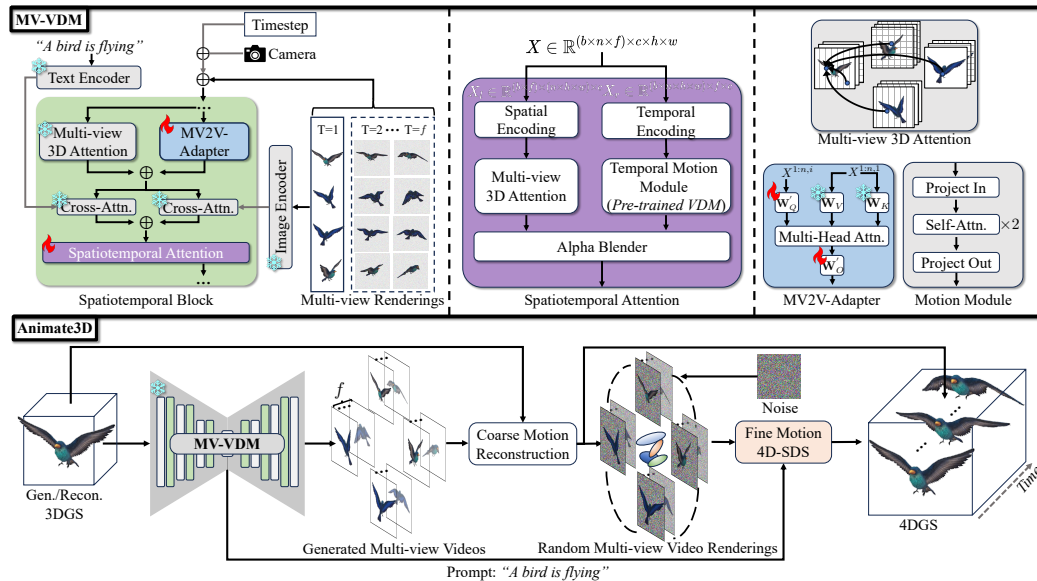 MV-VDM
“A bird is flying”
Timestep
Camera
Text Encoder
Multi-view
3D Attention
MV2V-
Adapter
Cross-Attn.
Cross-Attn.
Spatiotemporal Attention
Spatiotemporal Block
Image Encoder
T=1
T=2 ··· T=f
Multi-view Renderings
X ∈ ℝ^{(b×n×f)×c×h×w}
Spatial
Encoding
Temporal
Encoding
Multi-view
3D Attention
Temporal Motion
Module
(Pre-trained VDM)
Alpha Blender
Spatiotemporal Attention
Multi-view 3D Attention
X^{1:n,i}
X^{1:n,1}
W'_Q
W_V
W_K
Multi-Head Attn.
W'_O
MV2V-Adapter
Project In
Self-Attn.
×2
Project Out
Motion Module
Animate3D
Gen./Recon.
3DGS
MV-VDM
f
Generated Multi-view Videos
Coarse Motion
Reconstruction
Random Multi-view Video Renderings
Noise
Fine Motion
4D-SDS
4DGS
Time
Prompt: “A bird is flying”